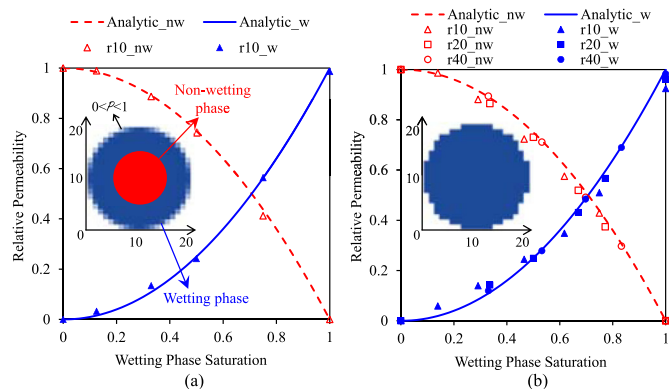 Analytic_nw Analytic_w
r10_nw r10_w
Relative Permeability
1
0.8
0.6
0.4
0.2
0
0 0.2 0.4 0.6 0.8 1
Wetting Phase Saturation
(a)
0<P<1
Non-wetting
phase
Wetting phase
20
10
0 10 20
Analytic_nw Analytic_w
r10_nw r10_w
r20_nw r20_w
r40_nw r40_w
Relative Permeability
1
0.8
0.6
0.4
0.2
0
0 0.2 0.4 0.6 0.8 1
Wetting Phase Saturation
(b)
20
10
0 10 20